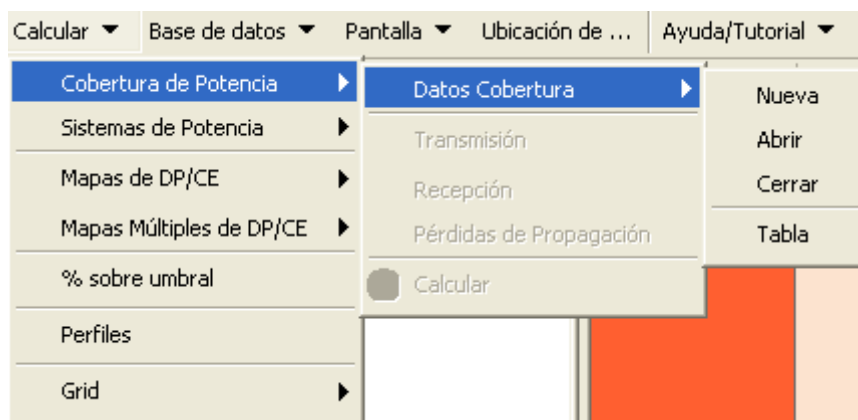 Calcular Base de datos Pantalla Ubicación de ... Ayuda/Tutorial
Cobertura de Potencia
Sistemas de Potencia
Mapas de DP/CE
Mapas Múltiples de DP/CE
% sobre umbral
Perfiles
Grid
Datos Cobertura
Transmisión
Recepción
Pérdidas de Propagación
Calcular
Nueva
Abrir
Cerrar
Tabla